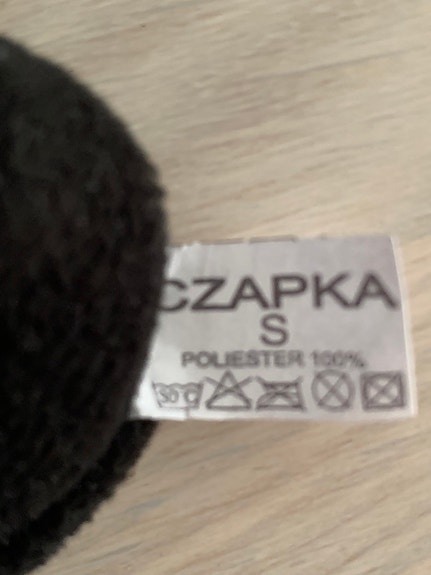 CZAPKA
S
POLIESTER 100%
30°C